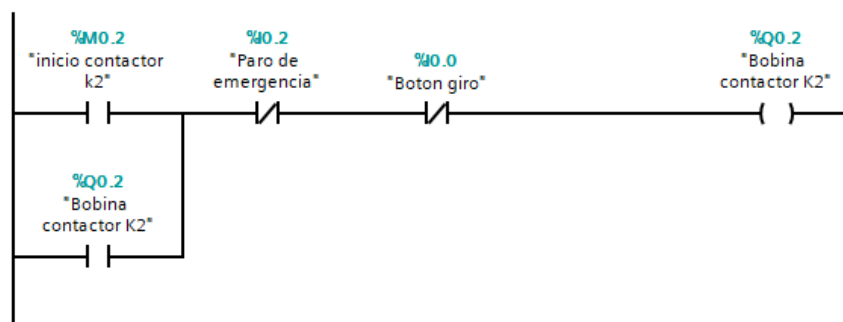 %M0.2
"inicio contactor
k2"
%I0.2
"Paro de
emergencia"
%I0.0
"Boton giro"
%Q0.2
"Bobina
contactor K2"
%Q0.2
"Bobina
contactor K2"